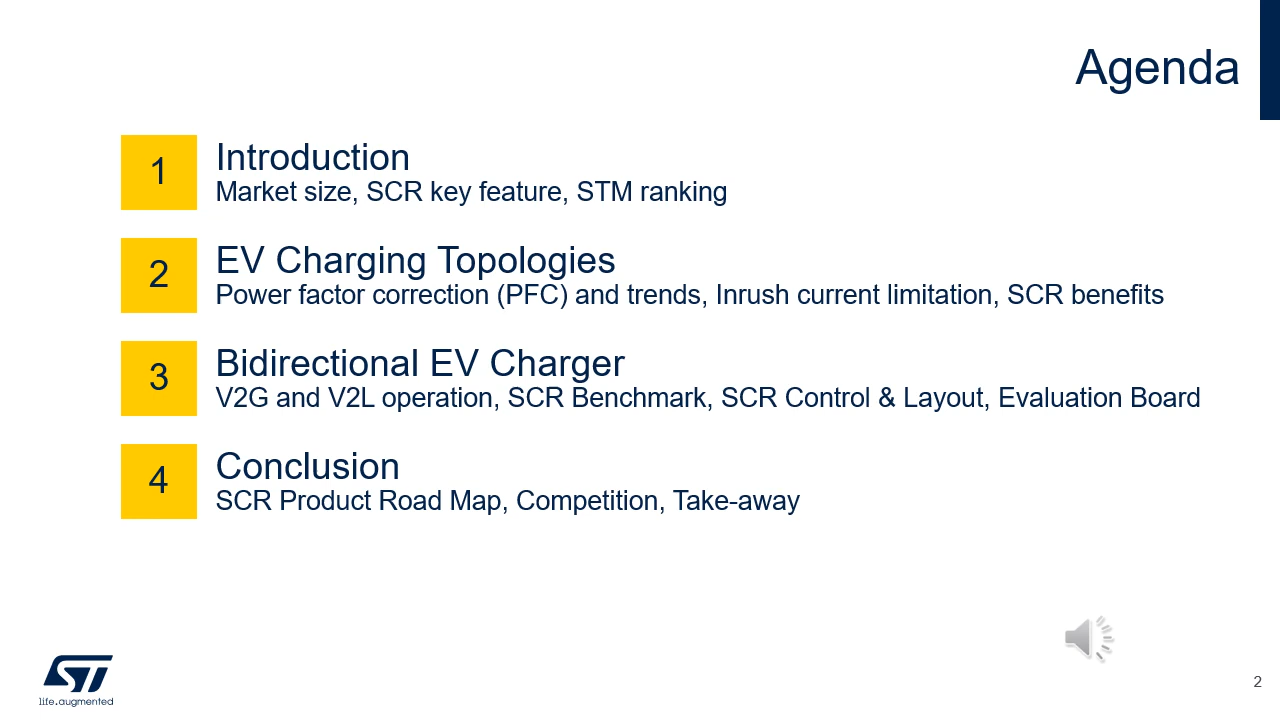 Agenda
1
Introduction
Market size, SCR key feature, STM ranking
2
EV Charging Topologies
Power factor correction (PFC) and trends, Inrush current limitation, SCR benefits
3
Bidirectional EV Charger
V2G and V2L operation, SCR Benchmark, SCR Control & Layout, Evaluation Board
4
Conclusion
SCR Product Road Map, Competition, Take-away
ST
life.augmented
2